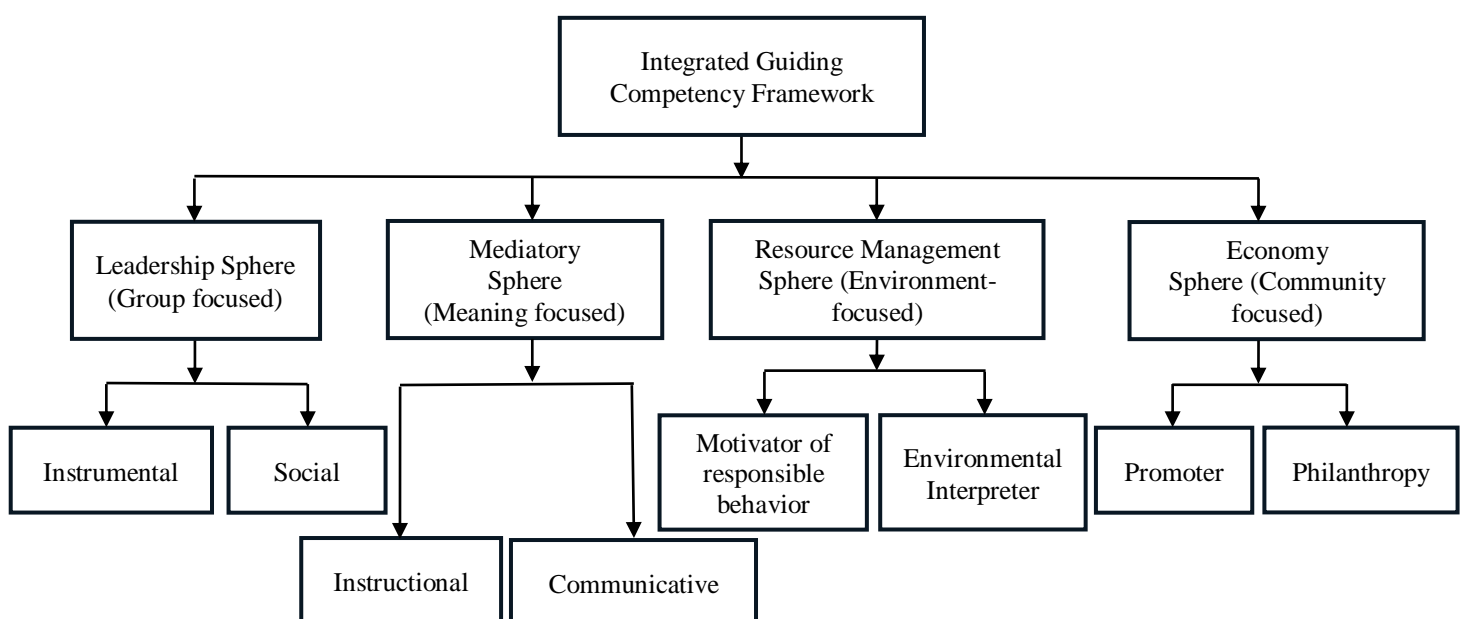 Integrated Guiding
Competency Framework
Leadership Sphere
(Group focused)
Mediatory
Sphere
(Meaning focused)
Resource Management
Sphere (Environment-
focused)
Economy
Sphere (Community
focused)
Instrumental
Social
Motivator of
responsible
behavior
Environmental
Interpreter
Promoter
Philanthropy
Instructional
Communicative